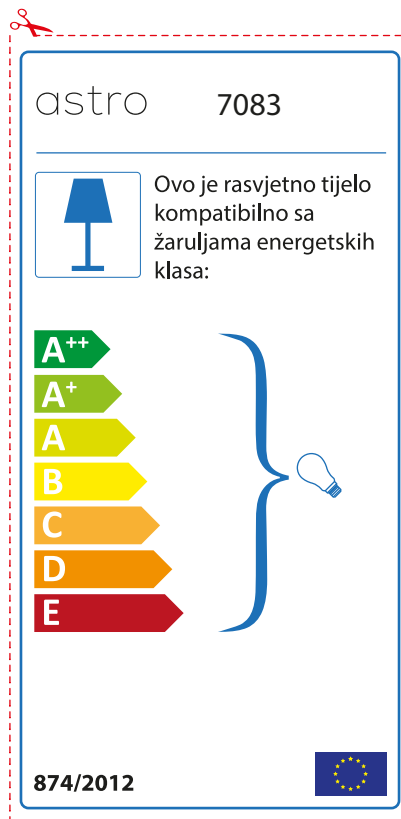 astro 7083
Ovo je rasvjetno tijelo
kompatibilno sa
žaruljama energetskih
klasa:
A++
A+
A
B
C
D
E
874/2012